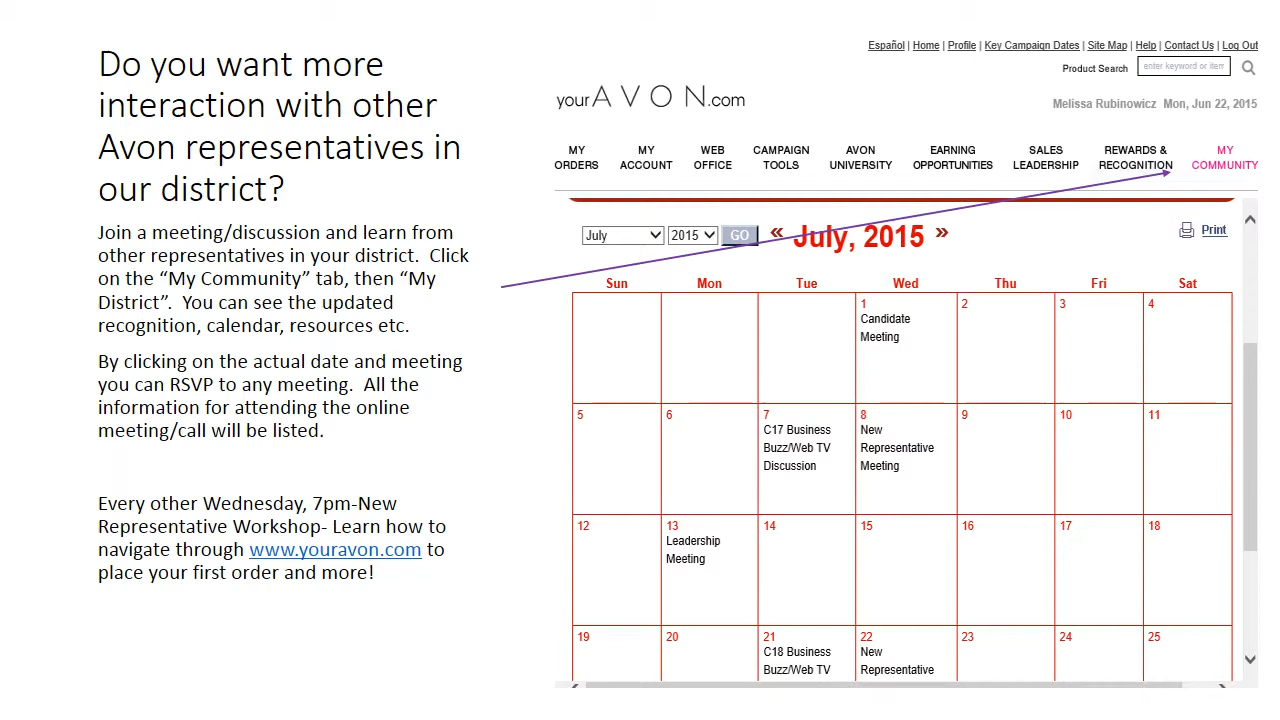 Do you want more
interaction with other
Avon representatives in
our district?
Join a meeting/discussion and learn from
other representatives in your district.  Click
on the “My Community” tab, then “My
District”.  You can see the updated
recognition, calendar, resources etc.
By clicking on the actual date and meeting
you can RSVP to any meeting.  All the
information for attending the online
meeting/call will be listed.
Every other Wednesday, 7pm-New
Representative Workshop- Learn how to
navigate through www.youravon.com to
place your first order and more!
Español | Home | Profile | Key Campaign Dates | Site Map | Help | Contact Us | Log Out
Product Search enter keyword or item
yourAVON.com
Melissa Rubinowicz Mon, Jun 22, 2015
MY ORDERS
MY ACCOUNT
WEB OFFICE
CAMPAIGN TOOLS
AVON UNIVERSITY
EARNING OPPORTUNITIES
SALES LEADERSHIP
REWARDS & RECOGNITION
MY COMMUNITY
July 2015 GO « July, 2015 » Print
Sun Mon Tue Wed Thu Fri Sat
1 2 3 4
Candidate
Meeting
5 6 7 8 9 10 11
C17 Business
Buzz/Web TV
Discussion
New
Representative
Meeting
12 13 14 15 16 17 18
Leadership
Meeting
19 20 21 22 23 24 25
C18 Business
Buzz/Web TV
New
Representative